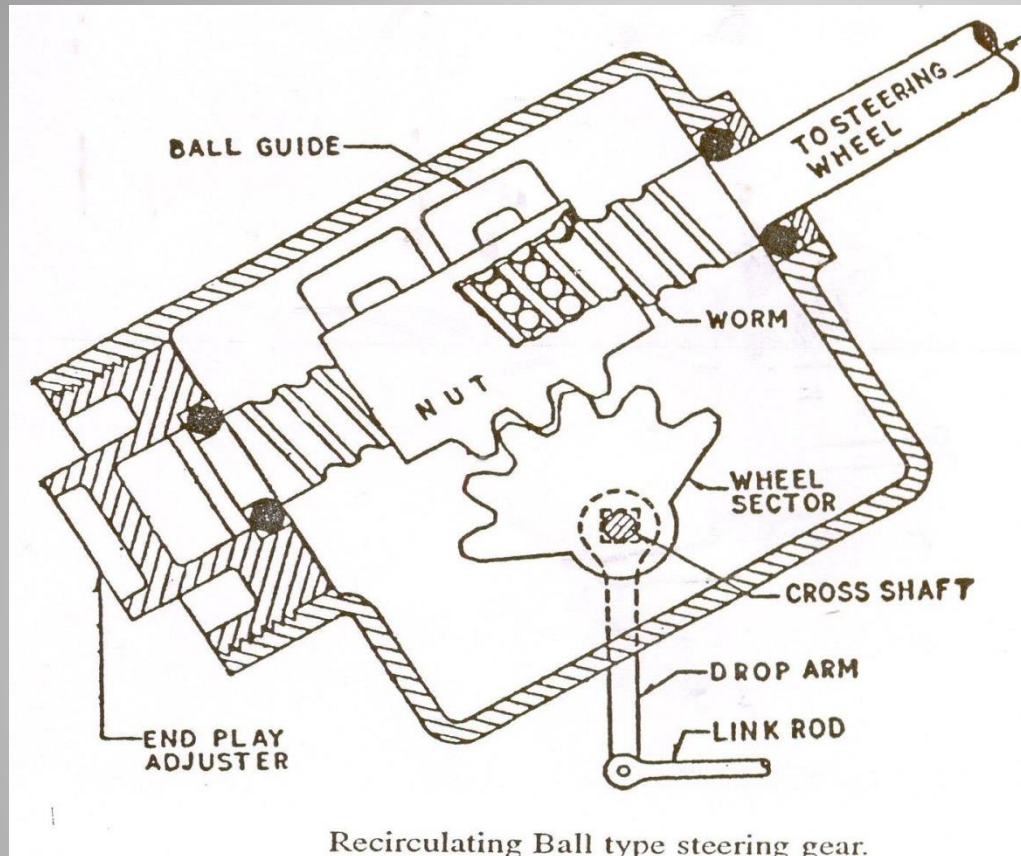 TO STEERING
WHEEL
BALL GUIDE
WORM
NUT
WHEEL
SECTOR
CROSS SHAFT
DROP ARM
LINK ROD
END PLAY
ADJUSTER
Recirculating Ball type steering gear.